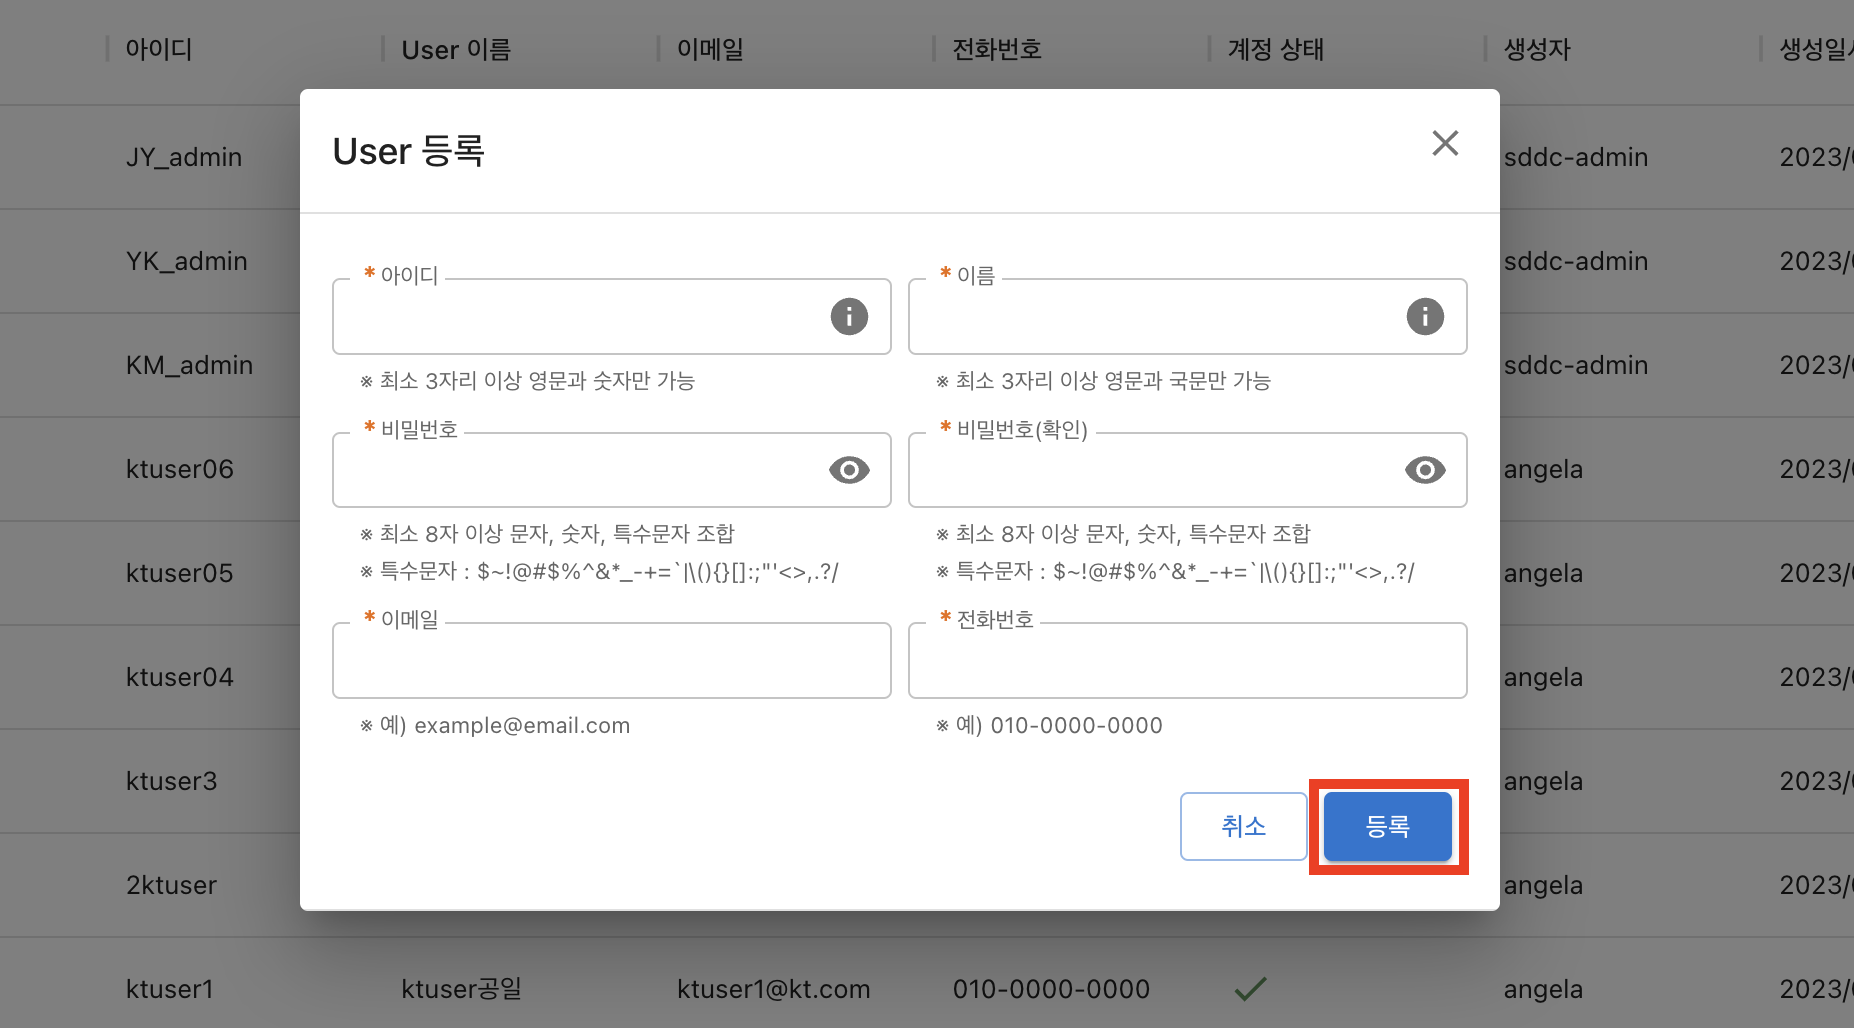 아이디 User 이름 이메일 전화번호 계정 상태 생성자 생성일
User 등록
JY_admin sddc-admin 2023/
YK_admin sddc-admin 2023/
* 아이디 * 이름
KM_admin sddc-admin 2023/
※ 최소 3자리 이상 영문과 숫자만 가능 ※ 최소 3자리 이상 영문과 국문만 가능
* 비밀번호 * 비밀번호(확인)
ktuser06 angela 2023/
※ 최소 8자 이상 문자, 숫자, 특수문자 조합 ※ 최소 8자 이상 문자, 숫자, 특수문자 조합
※ 특수문자 : $~!@#$%^&*_-+=`|\(){}[]:;"'<>,.?/ ※ 특수문자 : $~!@#$%^&*_-+=`|\(){}[]:;"'<>,.?/
ktuser05 angela 2023/
* 이메일 * 전화번호
ktuser04 angela 2023/
※ 예) example@email.com ※ 예) 010-0000-0000
ktuser3 angela 2023/
취소 등록
2ktuser angela 2023/
ktuser1 ktuser공일 ktuser1@kt.com 010-0000-0000 angela 2023/